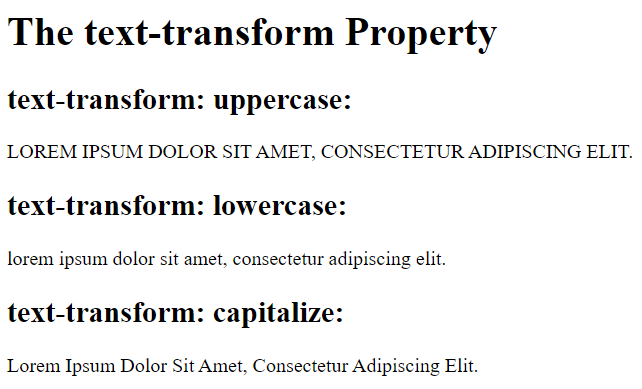 The text-transform Property
text-transform: uppercase:
LOREM IPSUM DOLOR SIT AMET, CONSECTETUR ADIPISCING ELIT.
text-transform: lowercase:
lorem ipsum dolor sit amet, consectetur adipiscing elit.
text-transform: capitalize:
Lorem Ipsum Dolor Sit Amet, Consectetur Adipiscing Elit.